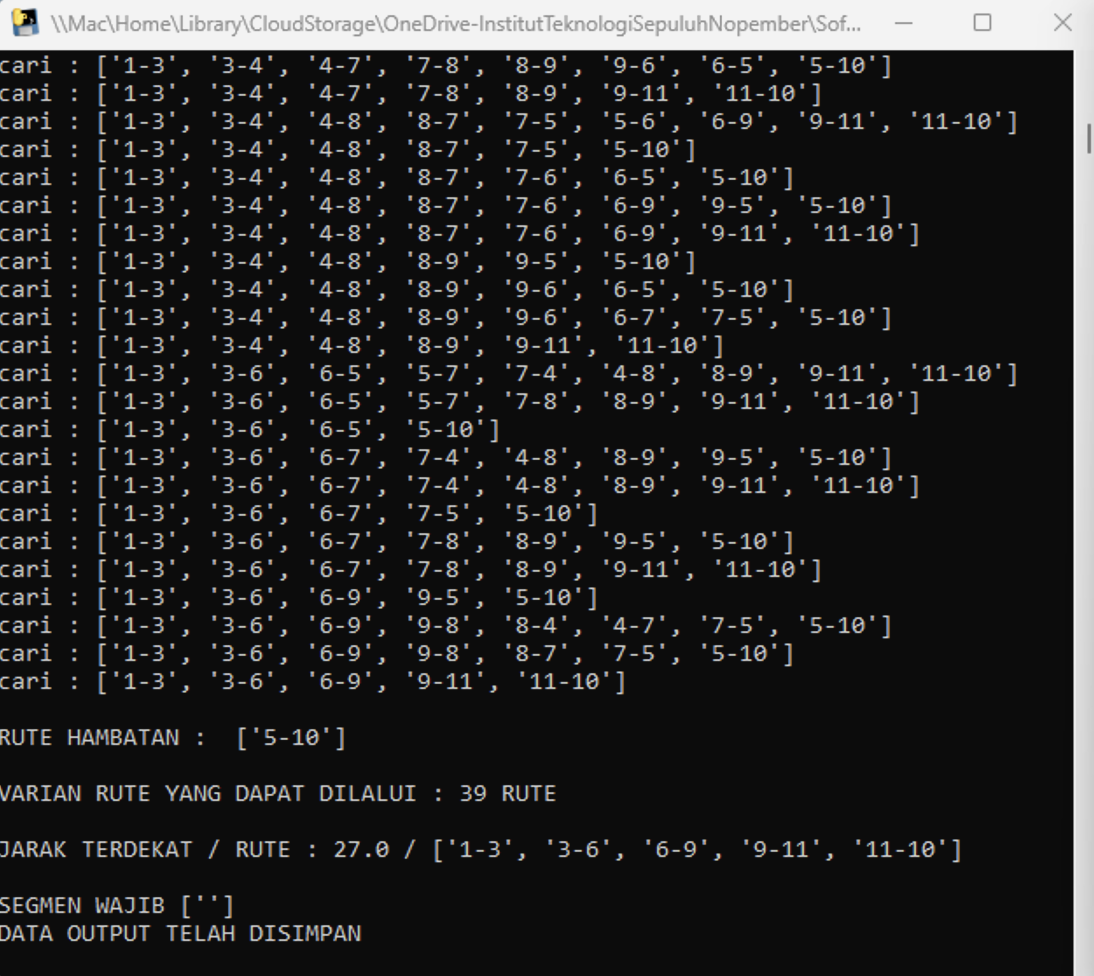 \\Mac\Home\Library\CloudStorage\OneDrive-InstitutTeknologiSepuluhNopember\Sof...
cari : ['1-3', '3-4', '4-7', '7-8', '8-9', '9-6', '6-5', '5-10']
cari : ['1-3', '3-4', '4-7', '7-8', '8-9', '9-11', '11-10']
cari : ['1-3', '3-4', '4-8', '8-7', '7-5', '5-6', '6-9', '9-11', '11-10']
cari : ['1-3', '3-4', '4-8', '8-7', '7-5', '5-10']
cari : ['1-3', '3-4', '4-8', '8-7', '7-6', '6-5', '5-10']
cari : ['1-3', '3-4', '4-8', '8-7', '7-6', '6-9', '9-5', '5-10']
cari : ['1-3', '3-4', '4-8', '8-7', '7-6', '6-9', '9-11', '11-10']
cari : ['1-3', '3-4', '4-8', '8-9', '9-5', '5-10']
cari : ['1-3', '3-4', '4-8', '8-9', '9-6', '6-5', '5-10']
cari : ['1-3', '3-4', '4-8', '8-9', '9-6', '6-7', '7-5', '5-10']
cari : ['1-3', '3-4', '4-8', '8-9', '9-11', '11-10']
cari : ['1-3', '3-6', '6-5', '5-7', '7-4', '4-8', '8-9', '9-11', '11-10']
cari : ['1-3', '3-6', '6-5', '5-7', '7-8', '8-9', '9-11', '11-10']
cari : ['1-3', '3-6', '6-5', '5-10']
cari : ['1-3', '3-6', '6-7', '7-4', '4-8', '8-9', '9-5', '5-10']
cari : ['1-3', '3-6', '6-7', '7-4', '4-8', '8-9', '9-11', '11-10']
cari : ['1-3', '3-6', '6-7', '7-5', '5-10']
cari : ['1-3', '3-6', '6-7', '7-8', '8-9', '9-5', '5-10']
cari : ['1-3', '3-6', '6-7', '7-8', '8-9', '9-11', '11-10']
cari : ['1-3', '3-6', '6-9', '9-5', '5-10']
cari : ['1-3', '3-6', '6-9', '9-8', '8-4', '4-7', '7-5', '5-10']
cari : ['1-3', '3-6', '6-9', '9-8', '8-7', '7-5', '5-10']
cari : ['1-3', '3-6', '6-9', '9-11', '11-10']
RUTE HAMBATAN :  ['5-10']
VARIAN RUTE YANG DAPAT DILALUI : 39 RUTE
JARAK TERDEKAT / RUTE : 27.0 / ['1-3', '3-6', '6-9', '9-11', '11-10']
SEGMEN WAJIB ['']
DATA OUTPUT TELAH DISIMPAN